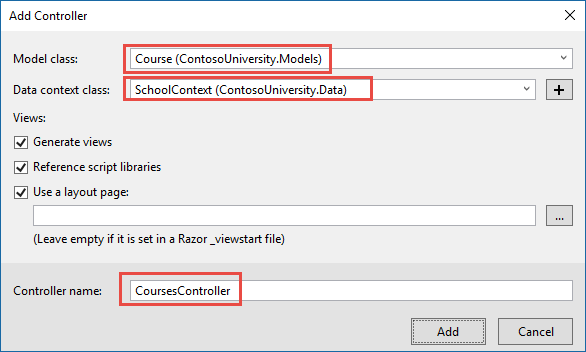 Add Controller
Model class: Course (ContosoUniversity.Models)
Data context class: SchoolContext (ContosoUniversity.Data) +
Views:
Generate views
Reference script libraries
Use a layout page:
...
(Leave empty if it is set in a Razor _viewstart file)
Controller name: CoursesController
Add Cancel